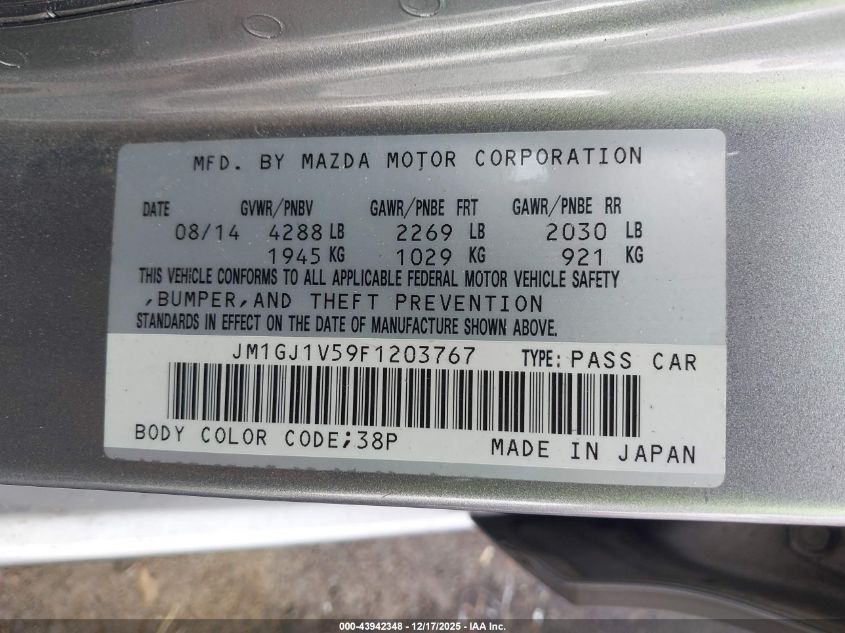 MFD. BY MAZDA MOTOR CORPORATION
DATE GVWR/PNBV GAWR/PNBE FRT GAWR/PNBE RR
08/14 4288 LB 2269 LB 2030 LB
1945 KG 1029 KG 921 KG
THIS VEHICLE CONFORMS TO ALL APPLICABLE FEDERAL MOTOR VEHICLE SAFETY
,BUMPER,AND THEFT PREVENTION
STANDARDS IN EFFECT ON THE DATE OF MANUFACTURE SHOWN ABOVE.
JM1GJ1V59F1203767 TYPE: PASS CAR
BODY COLOR CODE;38P MADE IN JAPAN
000-43942348 - 12/17/2025 - IAA Inc.